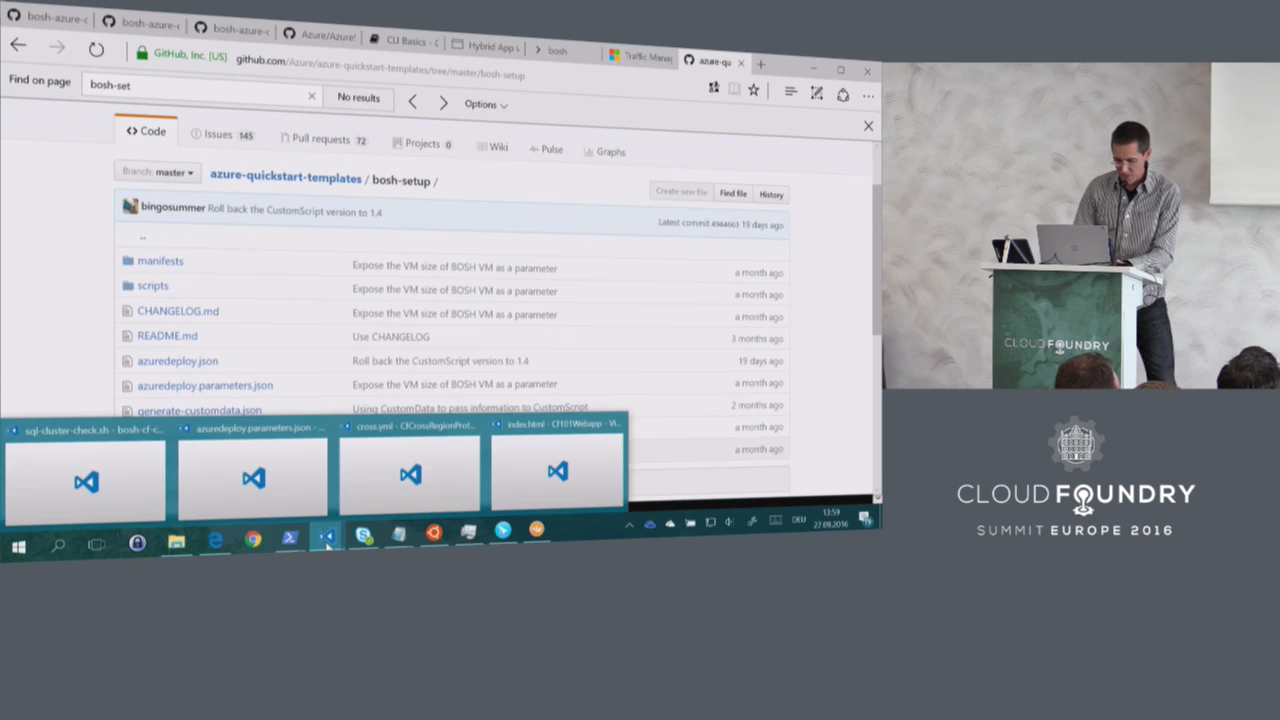 bosh-azure-c
bosh-azure-c
bosh-azure-c
Azure/Azure
CLI Basics - C
Hybrid App
bosh
Traffic Manag
azure-qu
GitHub, Inc. [US]
github.com/Azure/azure-quickstart-templates/tree/master/bosh-setup
Find on page
bosh-set
No results
Options
Code
Issues 145
Pull requests 72
Projects 0
Wiki
Pulse
Graphs
Branch: master
azure-quickstart-templates / bosh-setup /
Create new file
Find file
History
bingosummer Roll back the CustomScript version to 1.4
Latest commit 4944661 19 days ago
..
manifests
Expose the VM size of BOSH VM as a parameter
a month ago
scripts
Expose the VM size of BOSH VM as a parameter
a month ago
CHANGELOG.md
Expose the VM size of BOSH VM as a parameter
a month ago
README.md
Use CHANGELOG
3 months ago
azuredeploy.json
Roll back the CustomScript version to 1.4
19 days ago
azuredeploy.parameters.json
Expose the VM size of BOSH VM as a parameter
a month ago
generate-customdata.json
Using CustomData to pass information to CustomScript
2 months ago
a month ago
a month ago
sql-cluster-check.sh - bosh-cf-c...
azuredeploy.parameters.json - ...
cross.yml - CfCrossRegionProt...
index.html - Cf101Webapp - Vi...
DEU
13:59
27.09.2016
CLOUD FOUNDRY
CLOUD FOUNDRY
SUMMIT EUROPE 2016